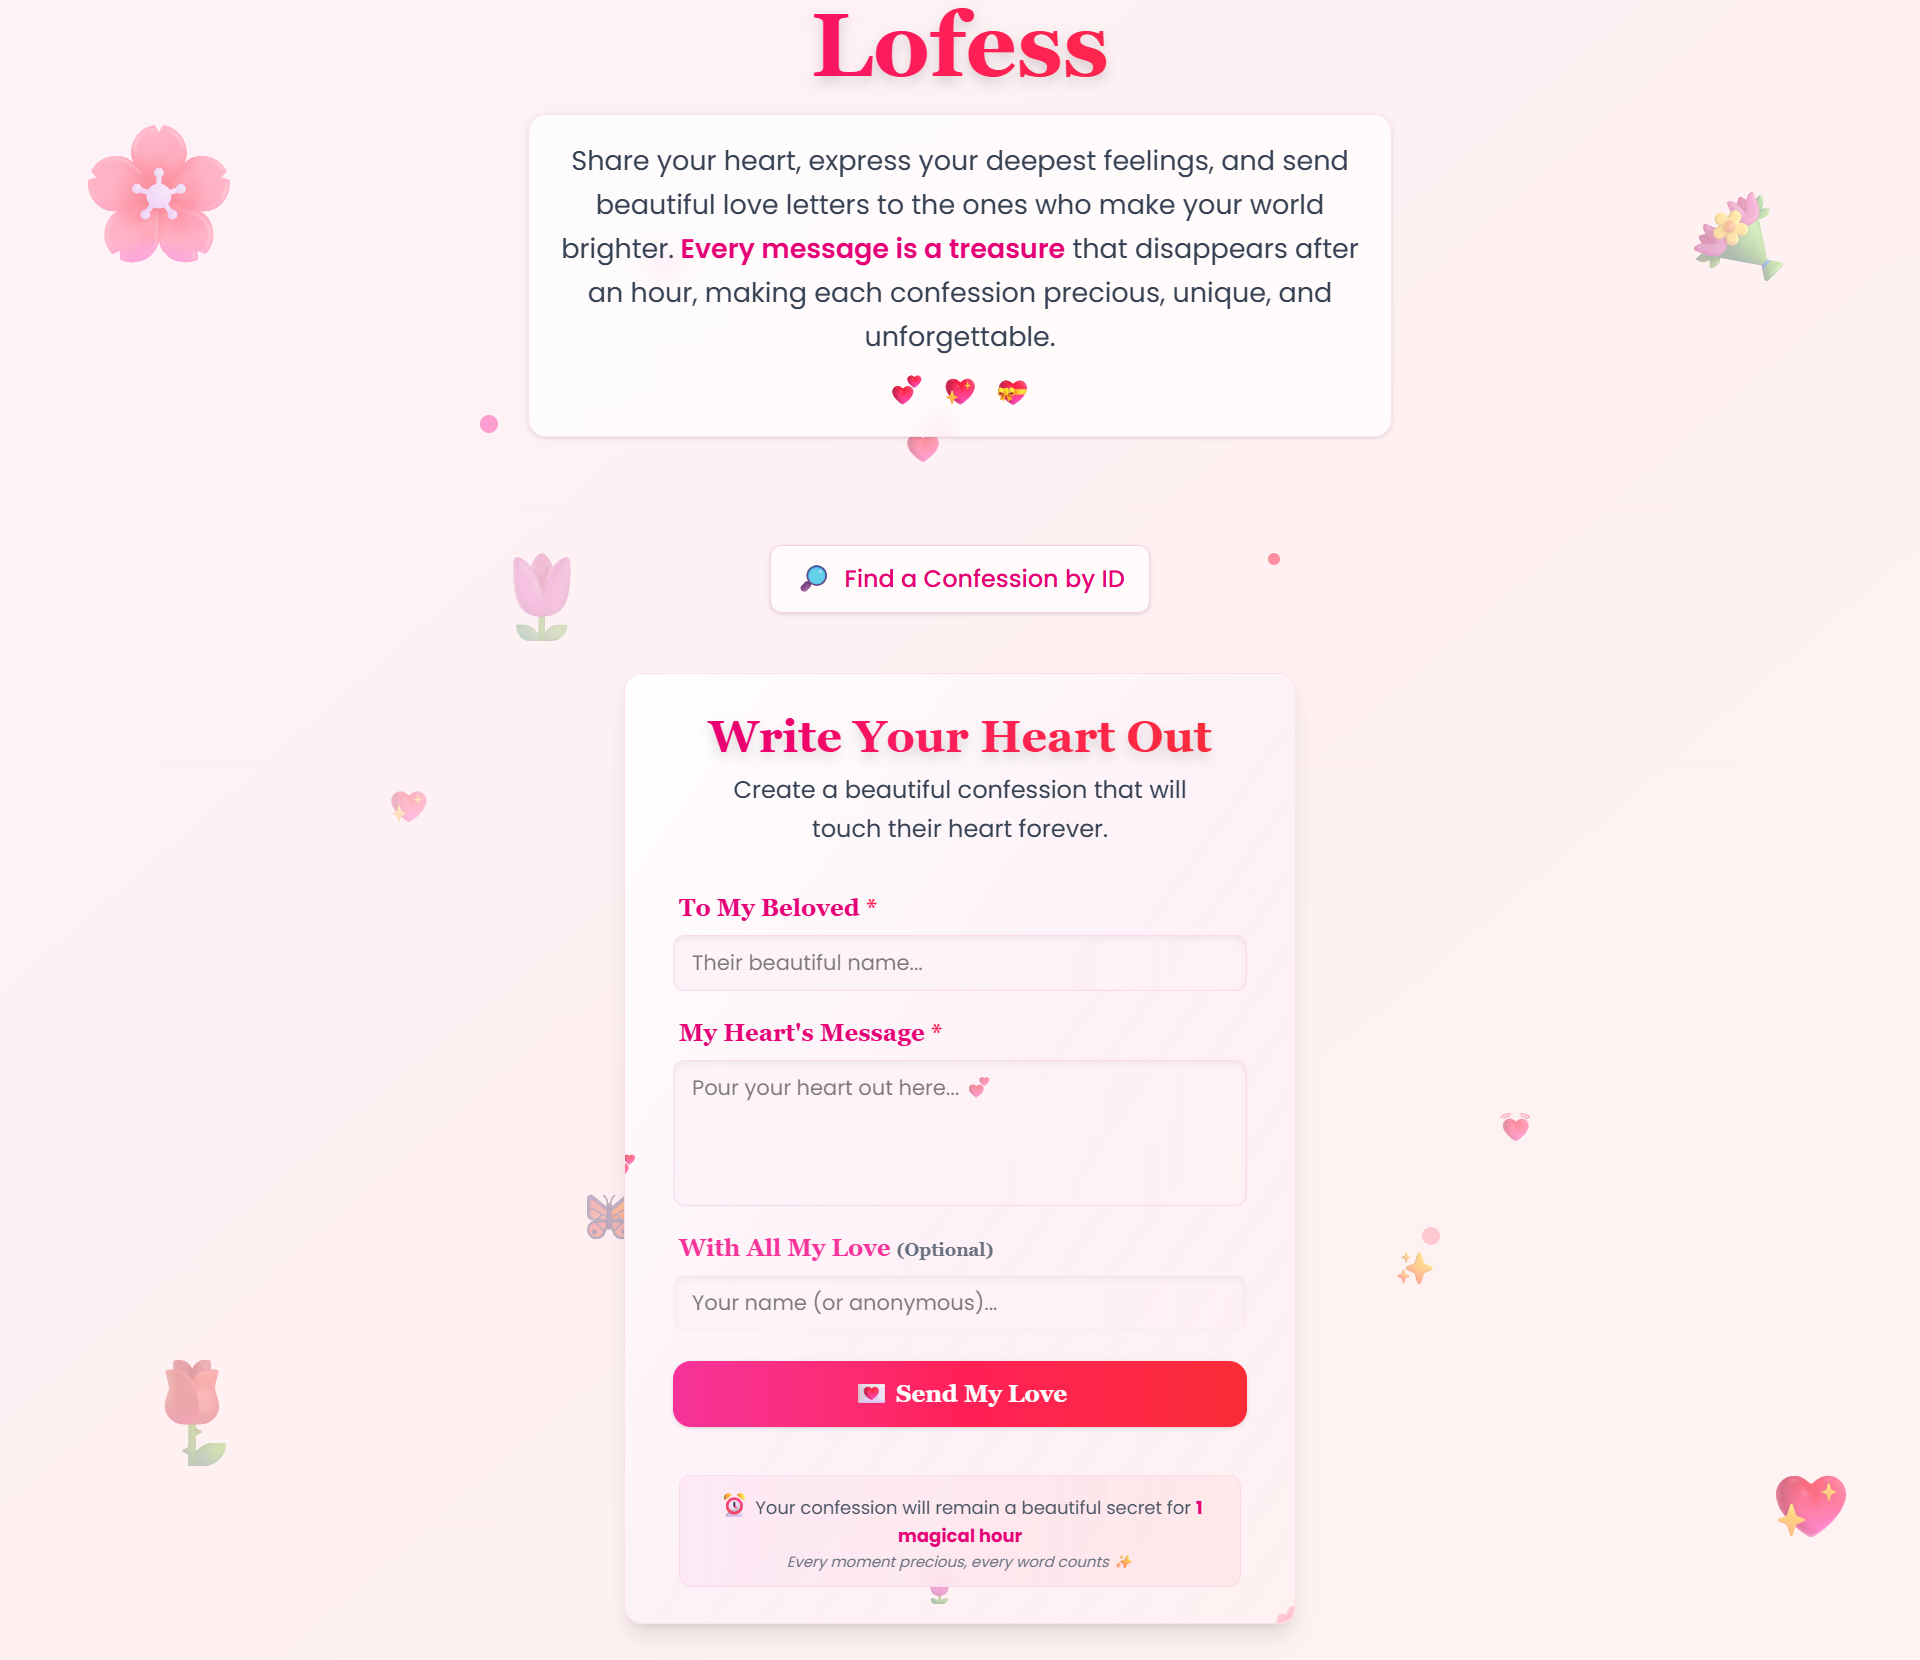 Lofess
Share your heart, express your deepest feelings, and send
beautiful love letters to the ones who make your world
brighter. Every message is a treasure that disappears after
an hour, making each confession precious, unique, and
unforgettable.
💕 💖 💝
🔎 Find a Confession by ID
Write Your Heart Out
Create a beautiful confession that will
touch their heart forever.
To My Beloved *
Their beautiful name...
My Heart's Message *
Pour your heart out here... 💕
With All My Love (Optional)
Your name (or anonymous)...
💌 Send My Love
⏰ Your confession will remain a beautiful secret for 1
magical hour
Every moment precious, every word counts ✨